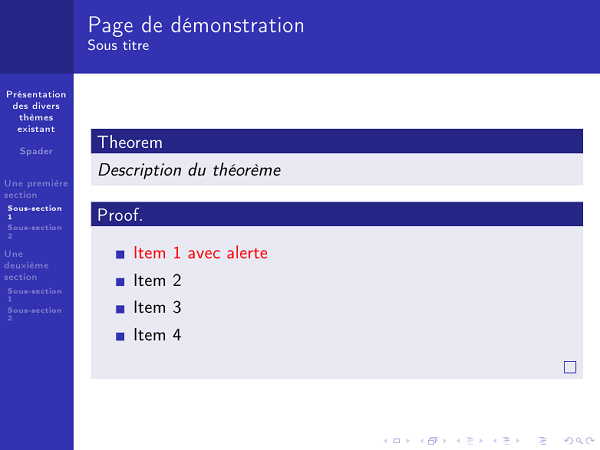 Page de démonstration
Sous titre
Présentation
des divers
thèmes
existant
Spader
Une première
section
Sous-section
1
Sous-section
2
Une
deuxième
section
Sous-section
1
Sous-section
2
Theorem
Description du théorème
Proof.
Item 1 avec alerte
Item 2
Item 3
Item 4